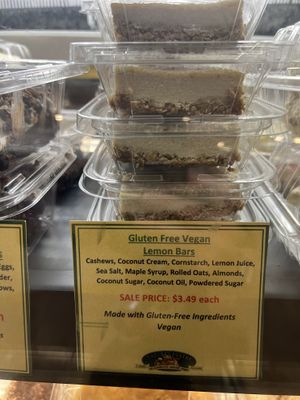 Gluten Free Vegan
Lemon Bars
Cashews, Coconut Cream, Cornstarch, Lemon Juice,
Sea Salt, Maple Syrup, Rolled Oats, Almonds,
Coconut Sugar, Coconut Oil, Powdered Sugar
SALE PRICE: $3.49 each
Made with Gluten-Free Ingredients
Vegan